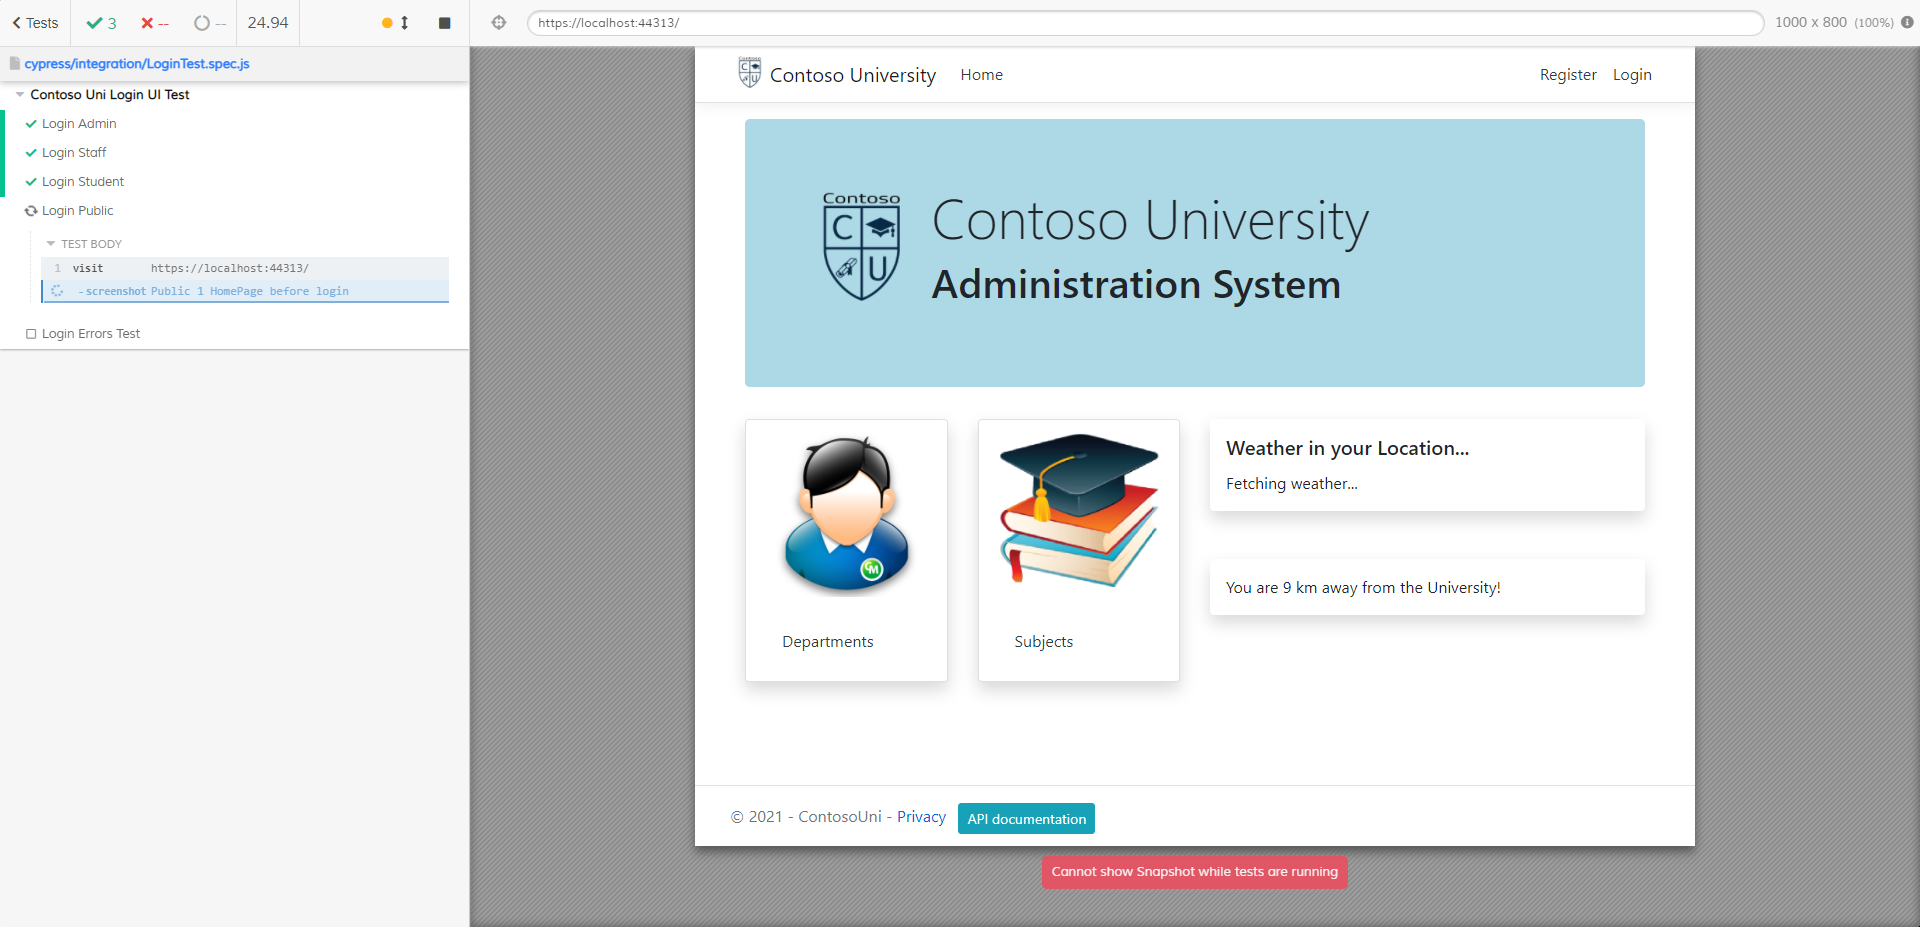 Tests
3
--
--
24.94
https://localhost:44313/
1000 x 800 (100%)
cypress/integration/LoginTest.spec.js
Contoso Uni Login UI Test
Login Admin
Login Staff
Login Student
Login Public
TEST BODY
1 visit https://localhost:44313/
-screenshot Public 1 HomePage before login
Login Errors Test
Contoso
C
U
Contoso University
Home
Register
Login
Contoso
C
U
Contoso University
Administration System
GM
Departments
Subjects
Weather in your Location...
Fetching weather...
You are 9 km away from the University!
© 2021 - ContosoUni - Privacy
API documentation
Cannot show Snapshot while tests are running